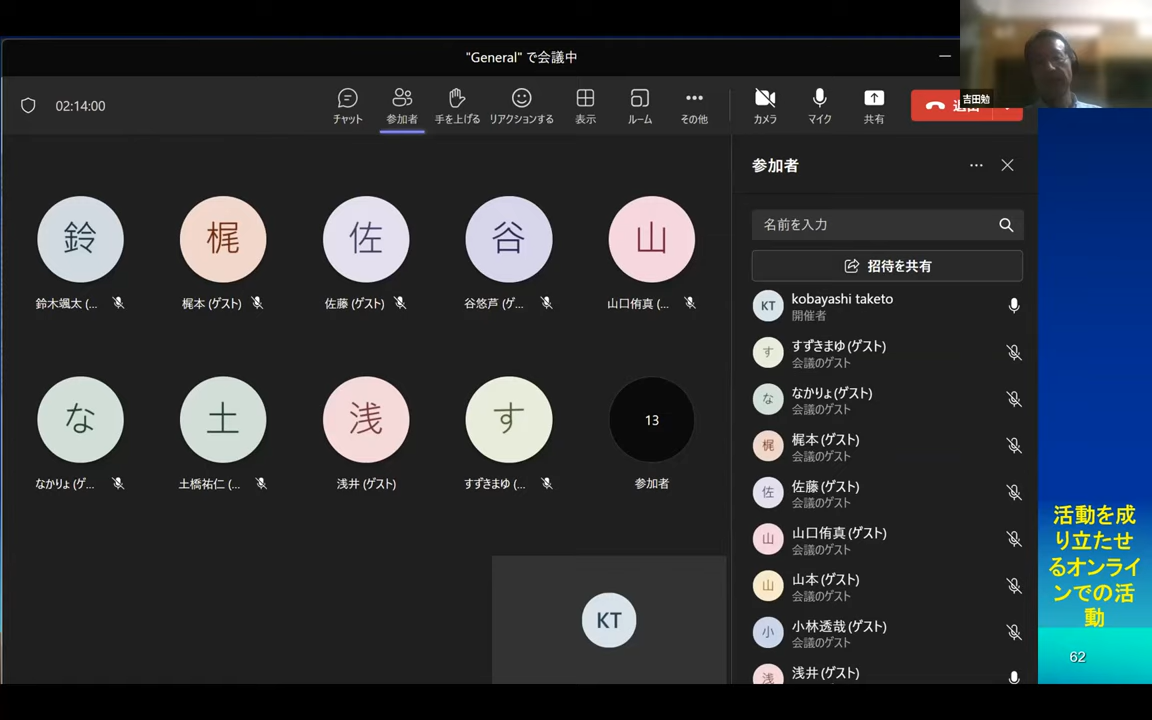 "General" で会議中
吉田勉
02:14:00
チャット
参加者
手を上げる
リアクションする
表示
ルーム
その他
カメラ
マイク
共有
鈴
梶
佐
谷
山
鈴木颯太 (...
梶本 (ゲスト)
佐藤 (ゲスト)
谷悠芦 (ゲ...
山口侑真 (...
な
土
浅
す
13
なかりょ (ゲ...
土橋祐仁 (...
浅井 (ゲスト)
すずきまゆ (...
参加者
KT
参加者
名前を入力
招待を共有
KT
kobayashi taketo
開催者
す
すずきまゆ (ゲスト)
会議のゲスト
な
なかりょ (ゲスト)
会議のゲスト
梶
梶本 (ゲスト)
会議のゲスト
佐
佐藤 (ゲスト)
会議のゲスト
山
山口侑真 (ゲスト)
会議のゲスト
山
山本 (ゲスト)
会議のゲスト
小
小林透哉 (ゲスト)
会議のゲスト
浅
浅井 (ゲスト)
活動を成
り立たせ
るオンライ
ンでの活
動
62